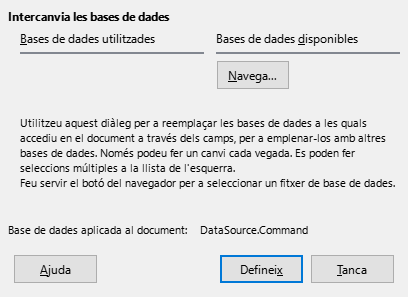 Intercanvia les bases de dades
Bases de dades utilitzades
Bases de dades disponibles
Navega...
Utilitzeu aquest diàleg per a reemplaçar les bases de dades a les quals
accediu en el document a través dels camps, per a emplenar-los amb altres
bases de dades. Només podeu fer un canvi cada vegada. Es poden fer
seleccions múltiples a la llista de l'esquerra.
Feu servir el botó del navegador per a seleccionar un fitxer de base de dades.
Base de dades aplicada al document: DataSource.Command
Ajuda
Defineix
Tanca